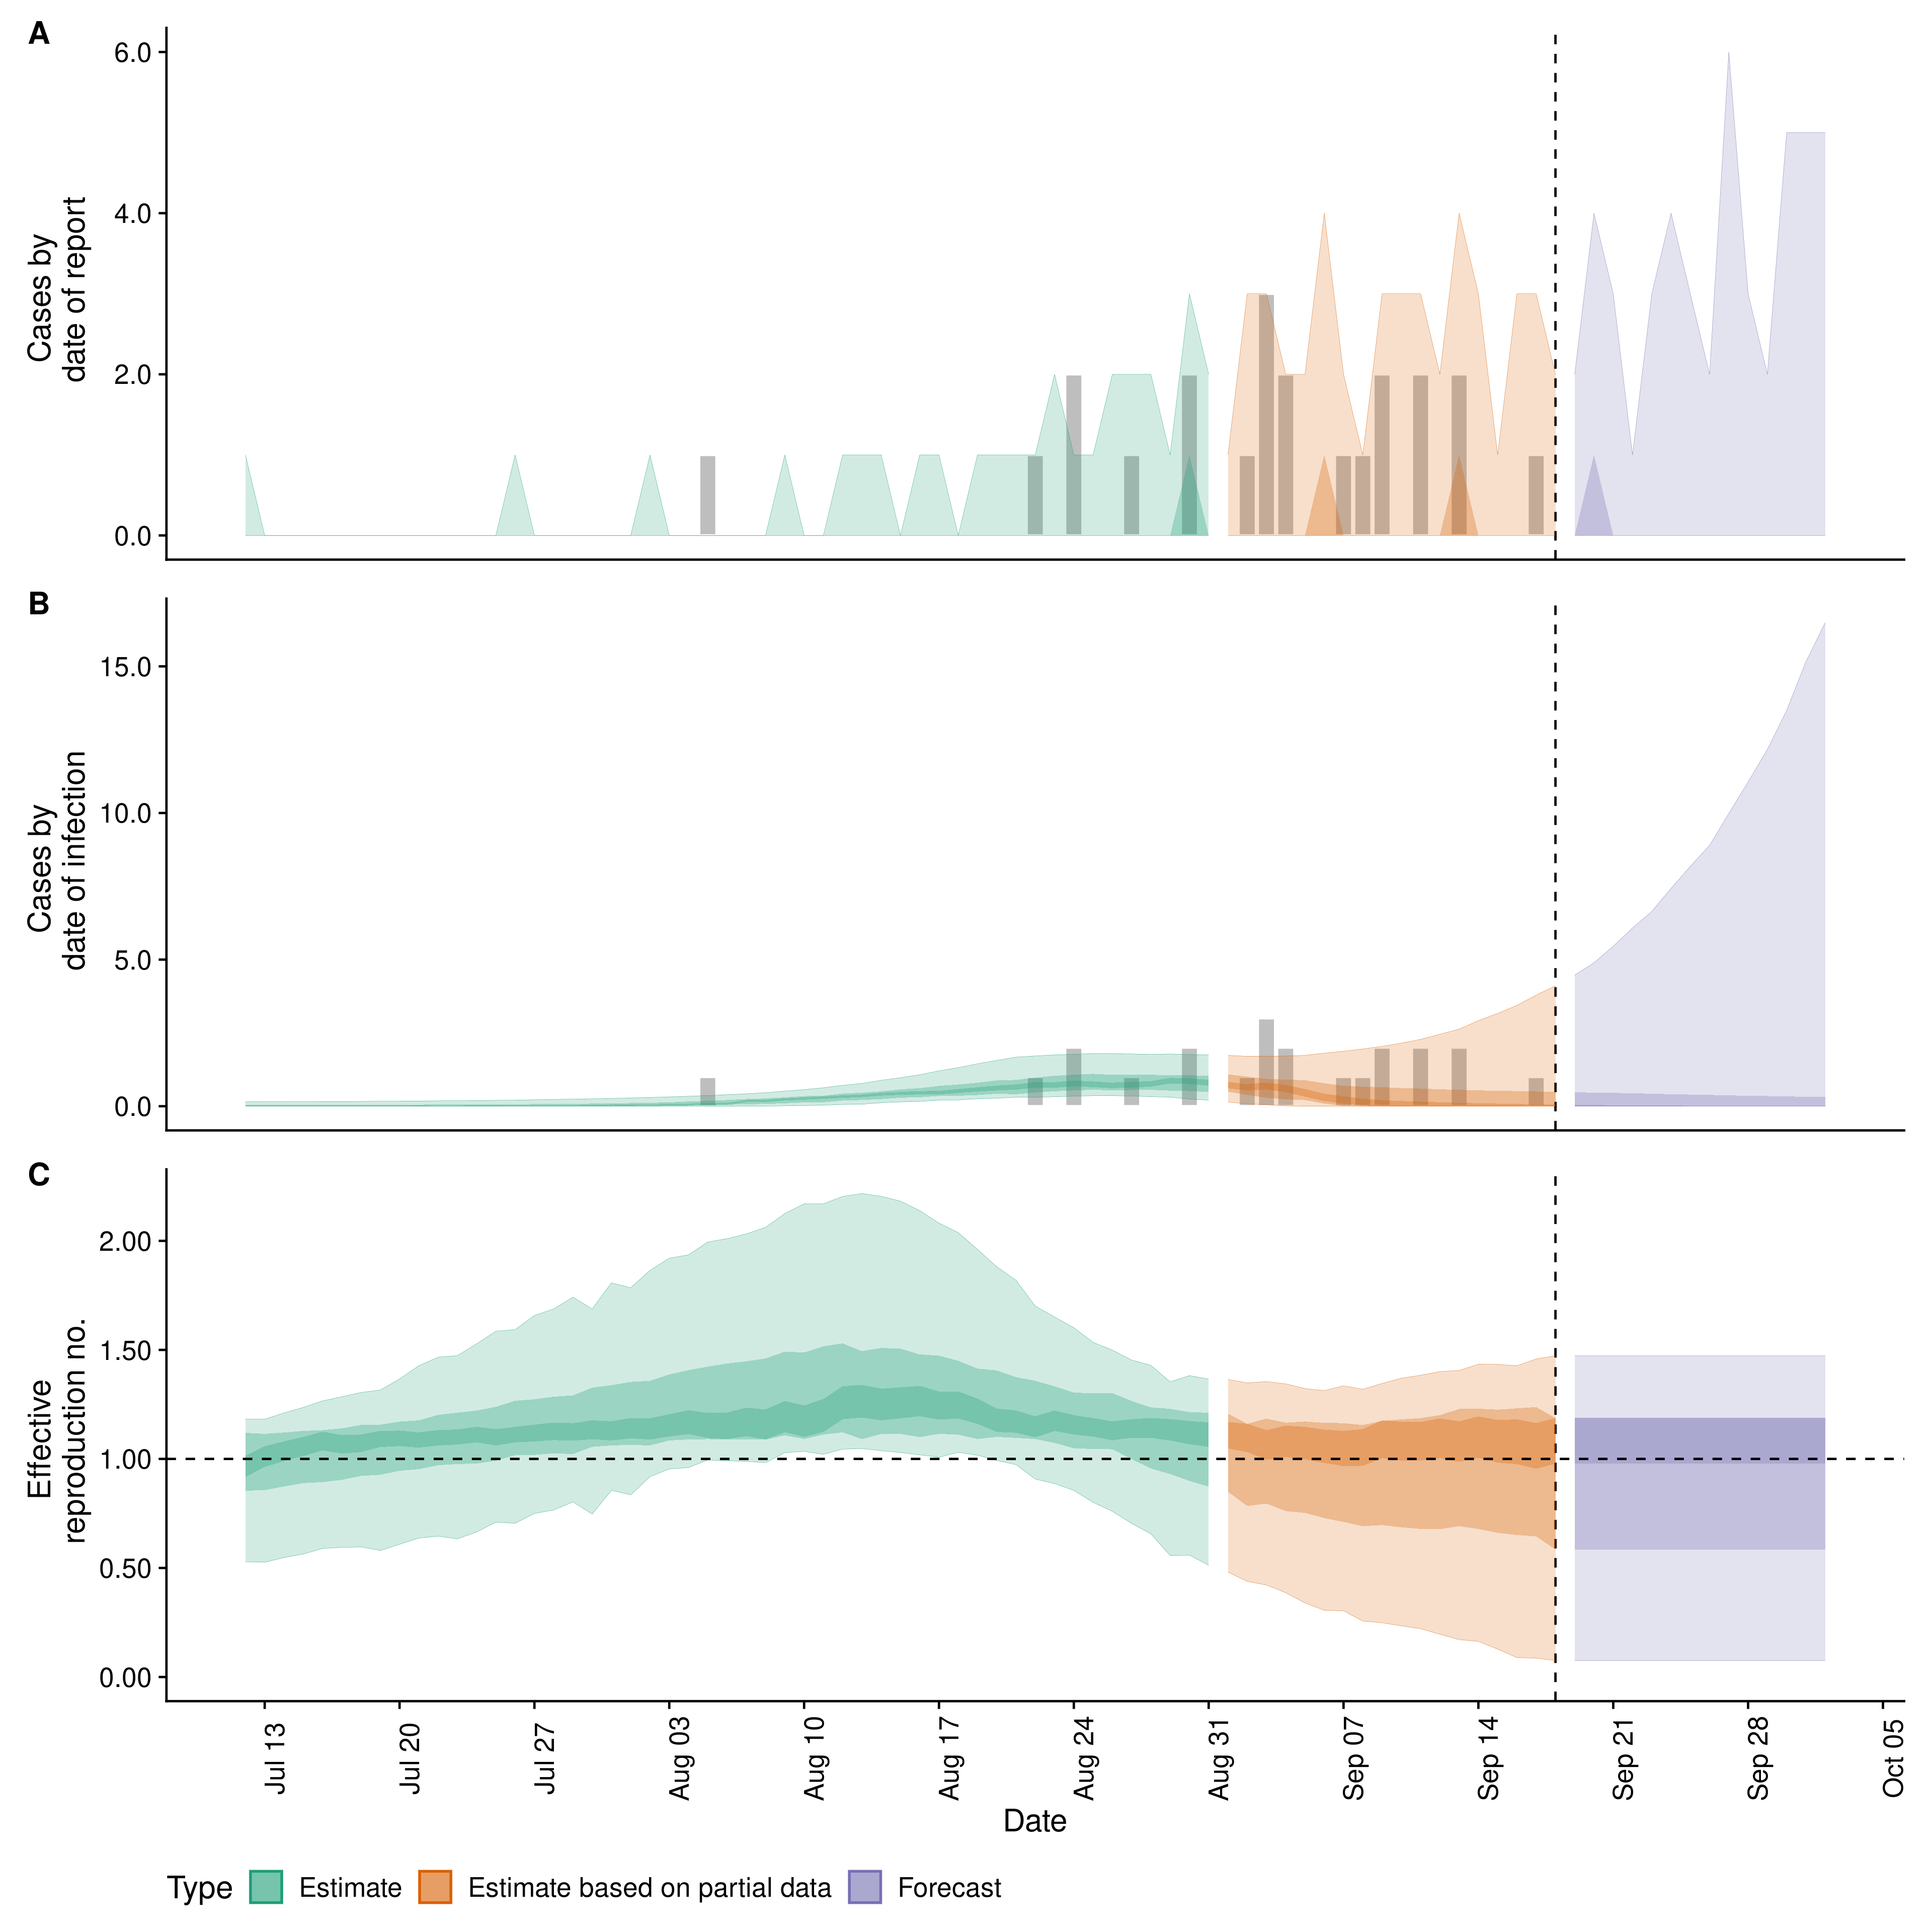 A
Cases by
date of report
6.0
4.0
2.0
0.0
B
Cases by
date of infection
15.0
10.0
5.0
0.0
C
Effective
reproduction no.
2.00
1.50
1.00
0.50
0.00
Jul 13
Jul 20
Jul 27
Aug 03
Aug 10
Aug 17
Aug 24
Aug 31
Sep 07
Sep 14
Sep 21
Sep 28
Oct 05
Date
Type
Estimate
Estimate based on partial data
Forecast